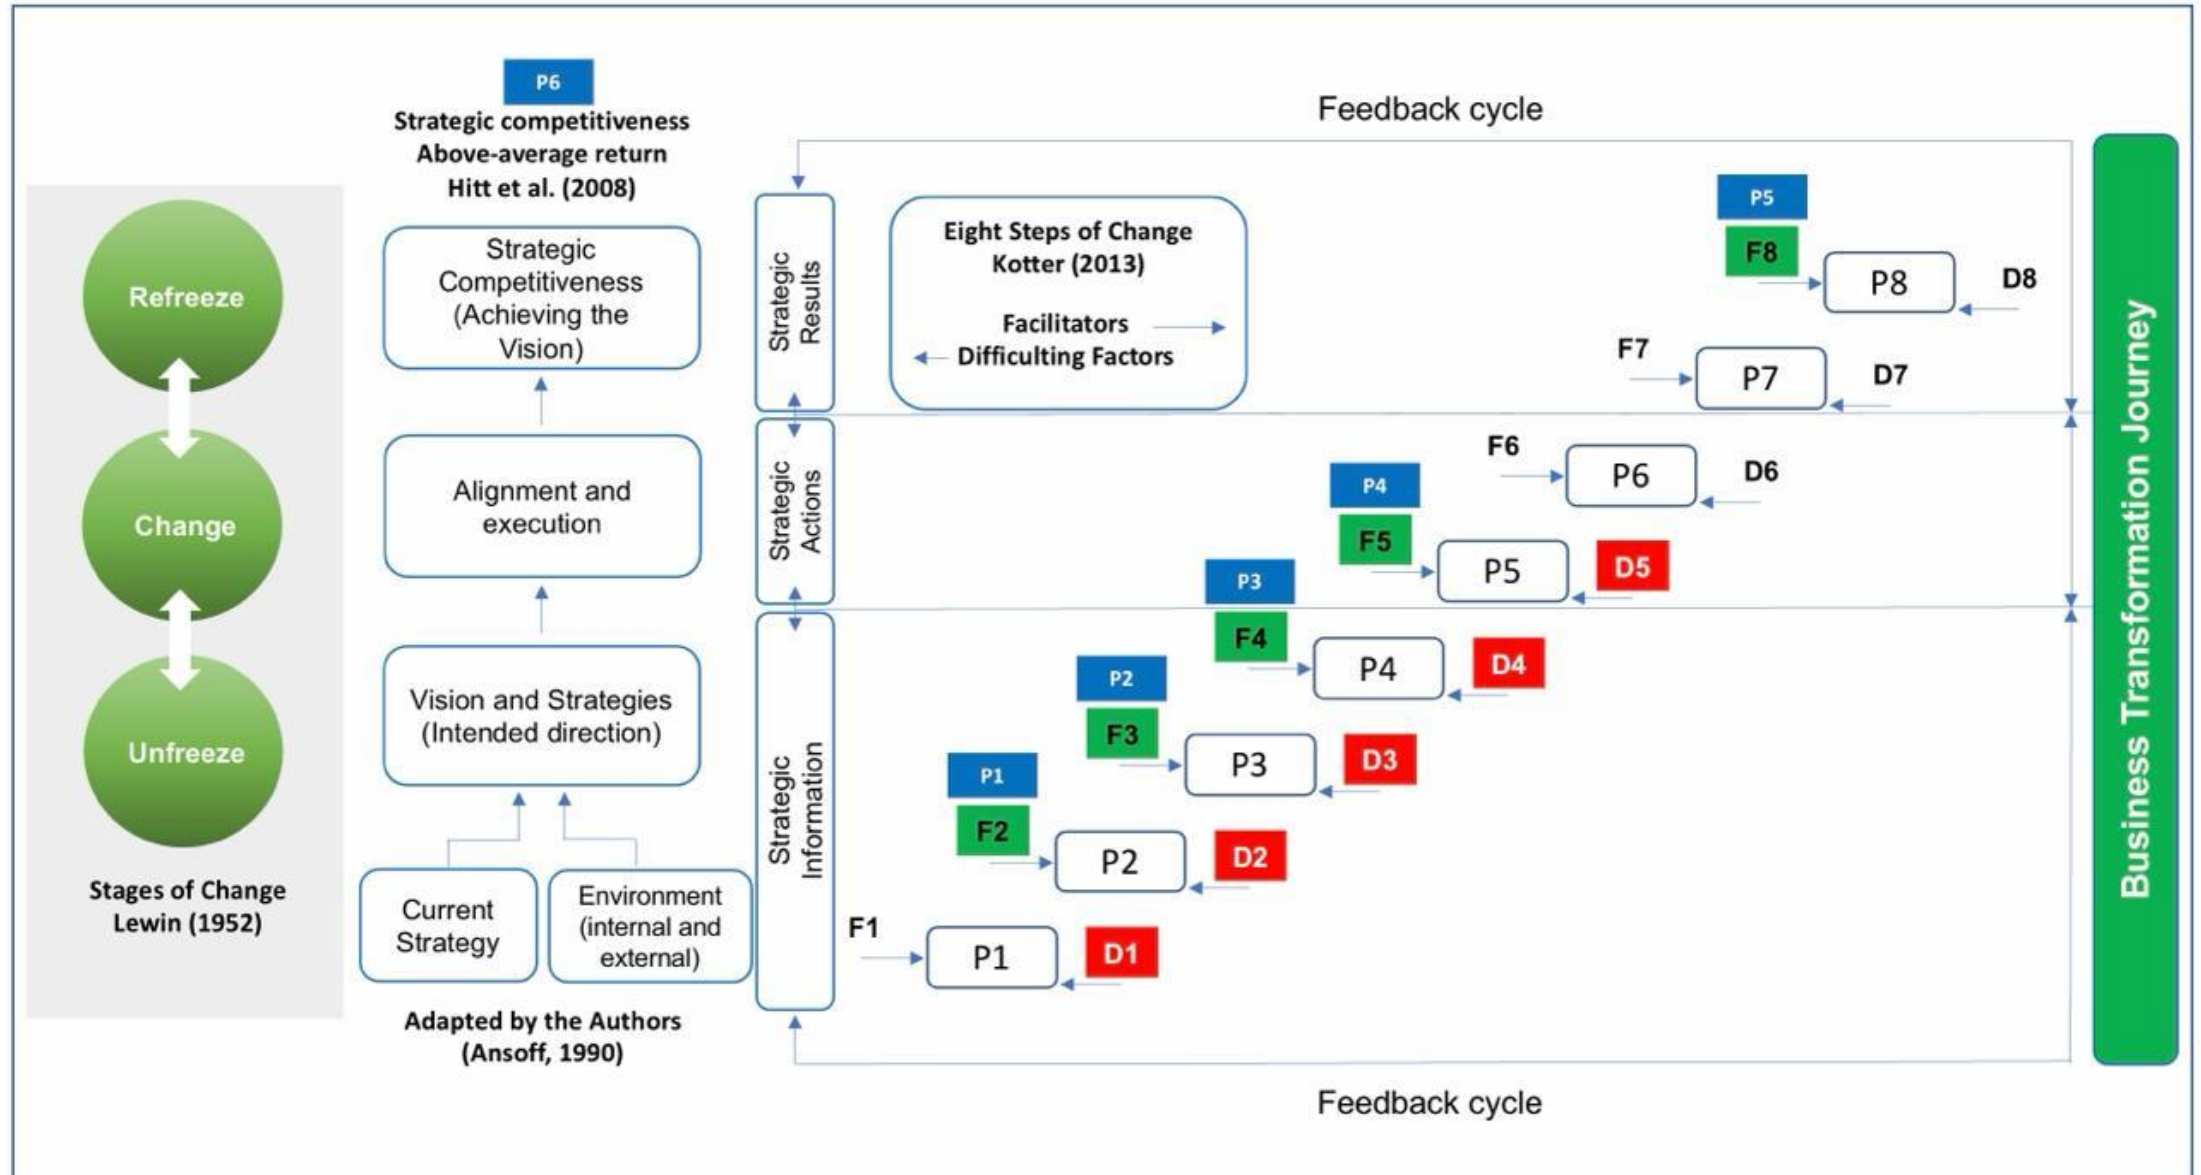 P6
Strategic competitiveness
Above-average return
Hitt et al. (2008)
Refreeze
Change
Unfreeze
Stages of Change
Lewin (1952)
Strategic
Competitiveness
(Achieving the
Vision)
Alignment and
execution
Vision and Strategies
(Intended direction)
Current
Strategy
Environment
(internal and
external)
Adapted by the Authors
(Ansoff, 1990)
Strategic
Results
Strategic
Actions
Strategic
Information
Feedback cycle
Eight Steps of Change
Kotter (2013)
Facilitators
Difficulting Factors
P5
F8
P8
D8
F7
P7
D7
F6
P6
D6
P4
F5
P5
D5
P3
F4
P4
D4
P2
F3
P3
D3
P1
F2
P2
D2
F1
P1
D1
Feedback cycle
Business Transformation Journey